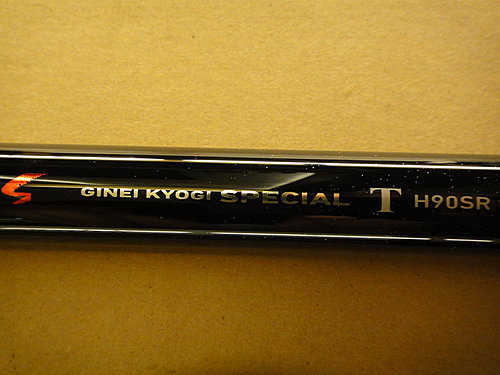 GINEI KYOGI SPECIAL T H90SR